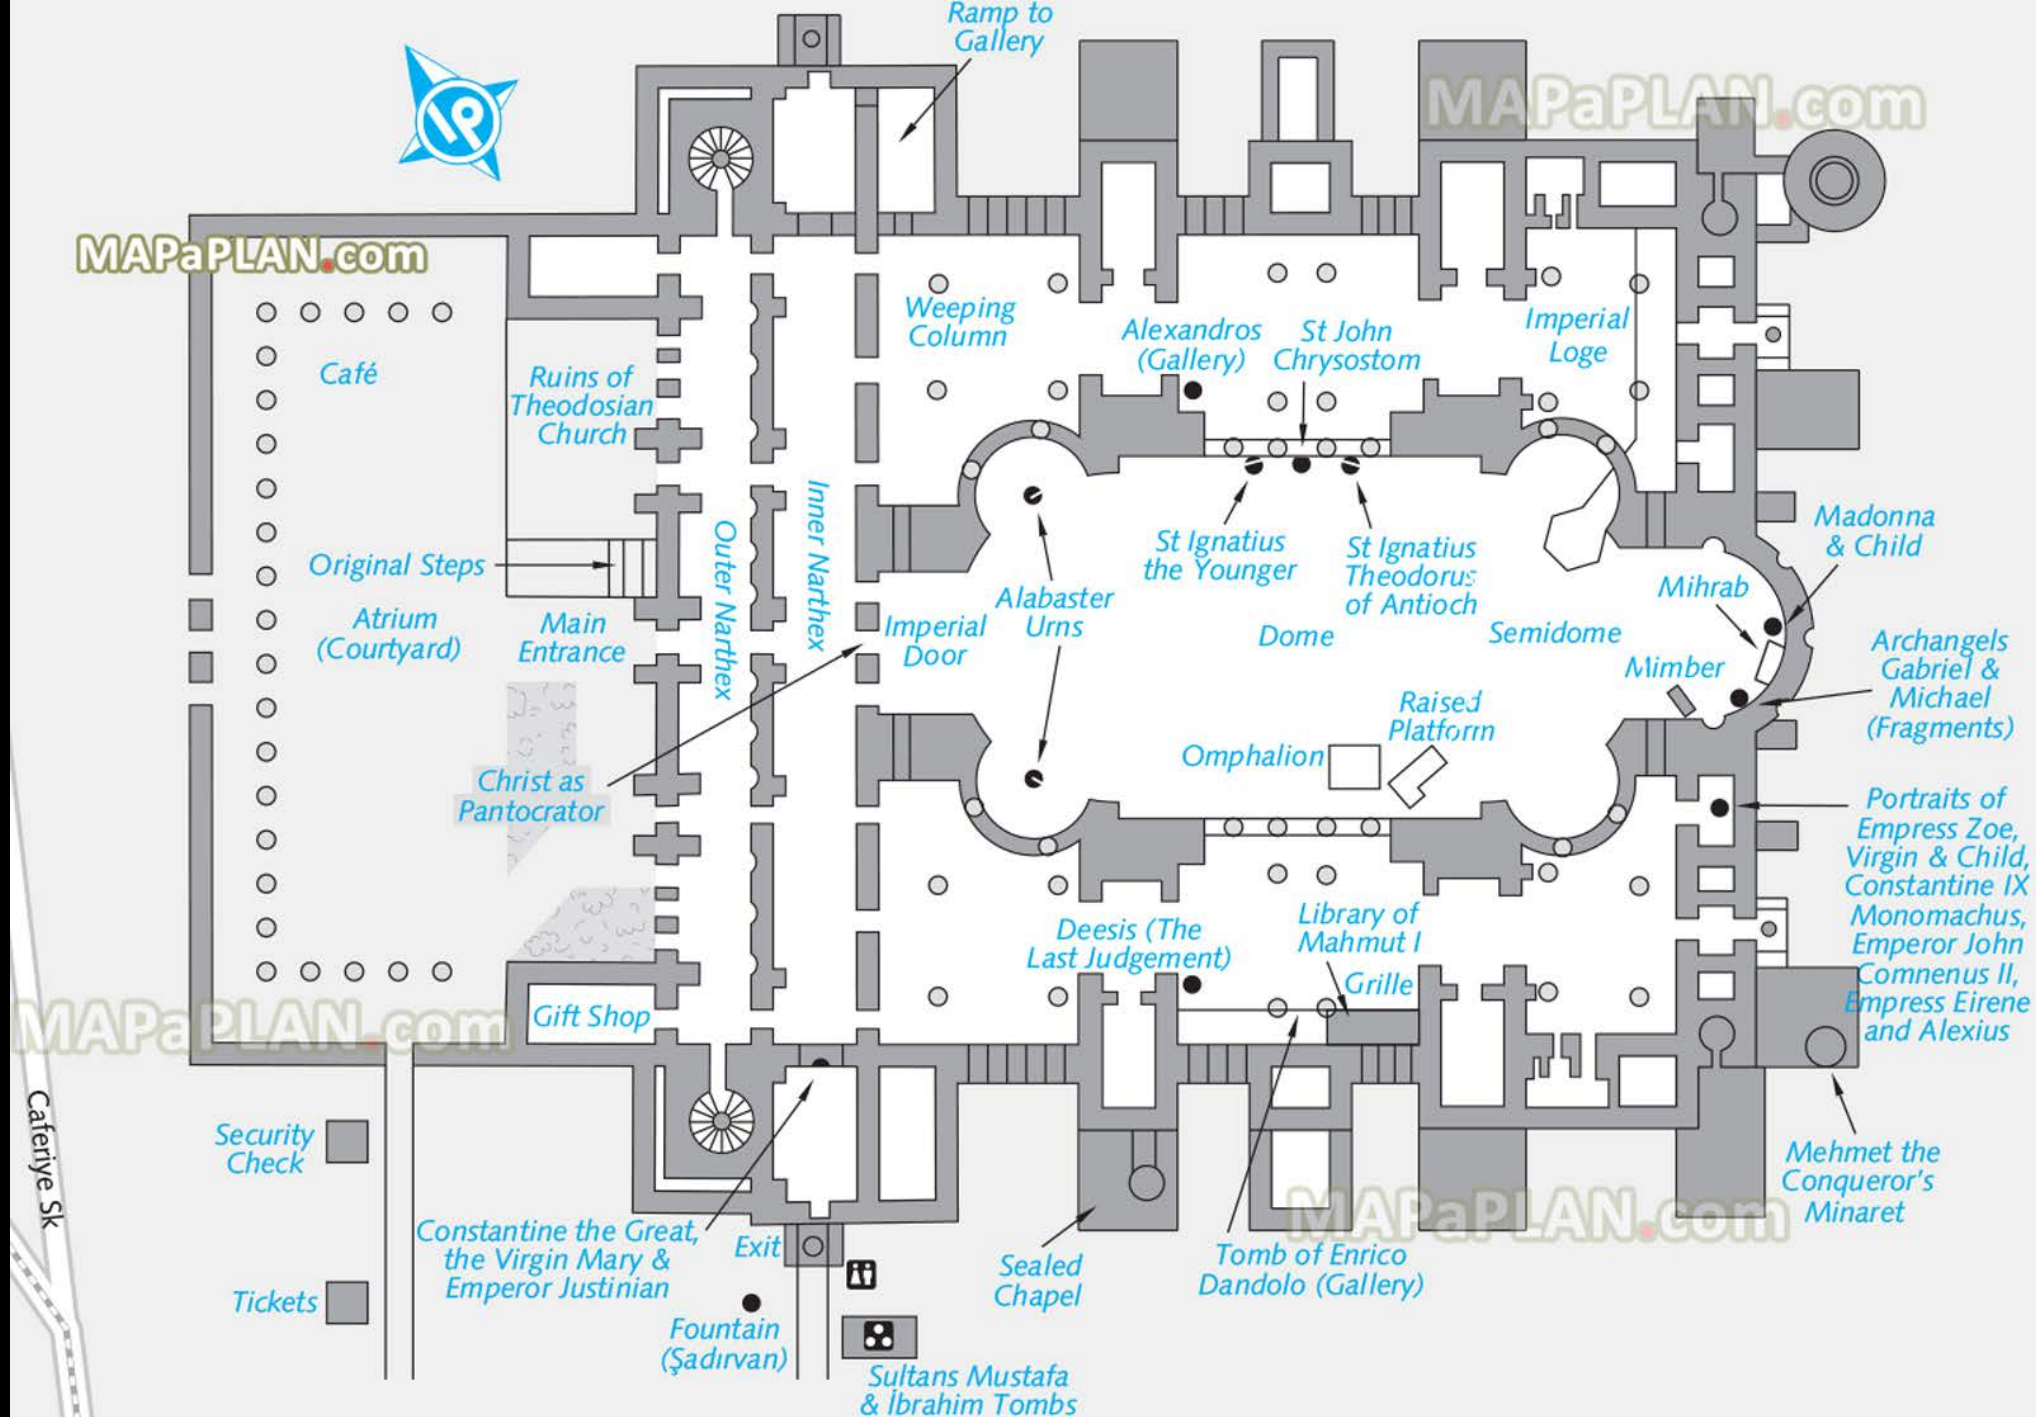 Ramp to
Gallery
MAPaPLAN.com
MAPaPLAN.com
Café
Weeping
Column
Alexandros
(Gallery)
St John
Chrysostom
Imperial
Loge
Ruins of
Theodosian
Church
Original Steps
Atrium
(Courtyard)
Main
Entrance
Outer Narthex
Inner Narthex
Imperial
Door
Alabaster
Urns
St Ignatius
the Younger
St Ignatius
Theodorus
of Antioch
Dome
Semidome
Madonna
& Child
Mihrab
Mimber
Archangels
Gabriel &
Michael
(Fragments)
Raised
Platform
Omphalion
Christ as
Pantocrator
Portraits of
Empress Zoe,
Virgin & Child,
Constantine IX
Monomachus,
Emperor John
Comnenus II,
Empress Eirene
and Alexius
Deesis (The
Last Judgement)
Library of
Mahmut I
Grille
Gift Shop
MAPaPLAN.com
Caferiye Sk
Security
Check
Tickets
Constantine the Great,
the Virgin Mary &
Emperor Justinian
Exit
Fountain
(Şadırvan)
Sultans Mustafa
& İbrahim Tombs
Sealed
Chapel
Tomb of Enrico
Dandolo (Gallery)
MAPaPLAN.com
Mehmet the
Conqueror's
Minaret